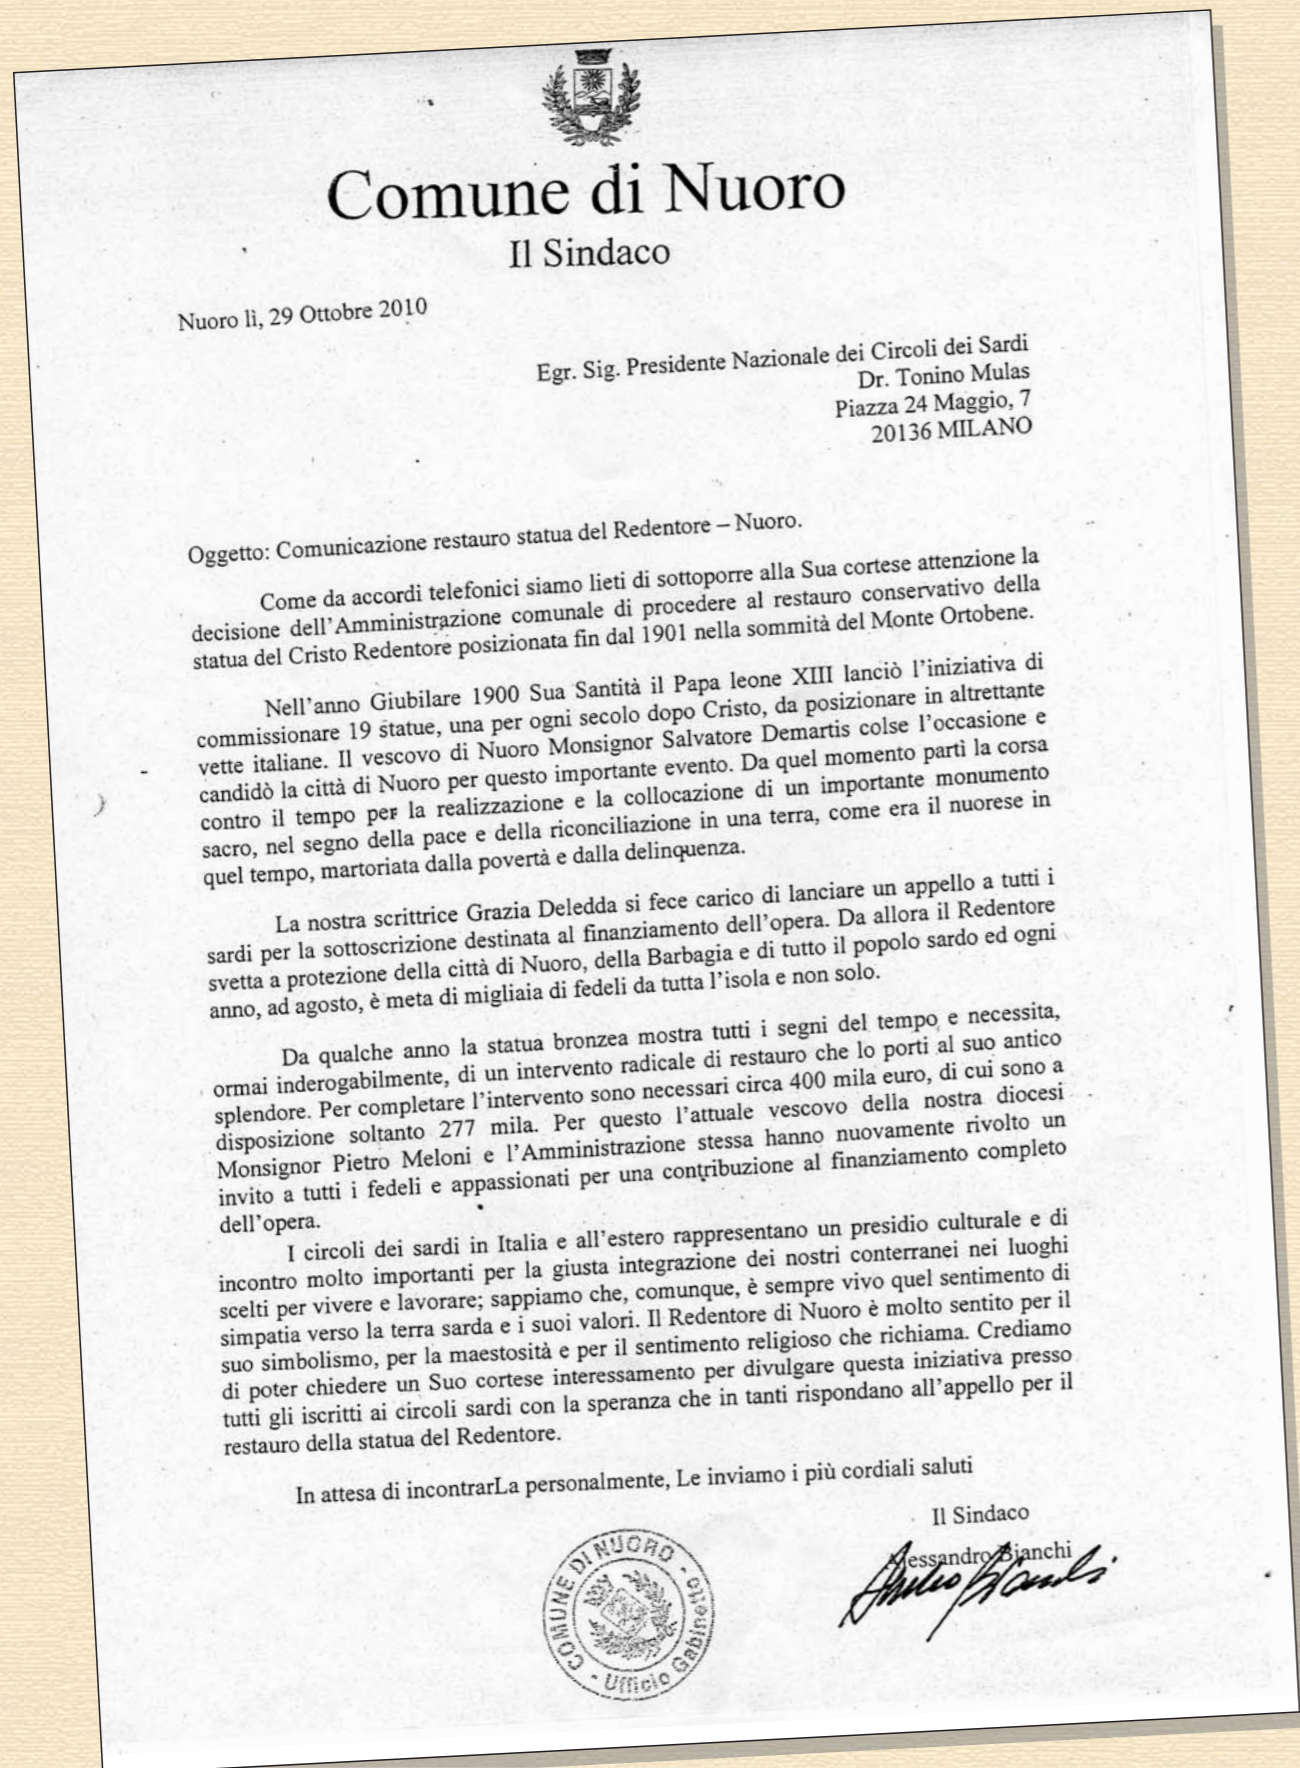 Comune di Nuoro
Il Sindaco
Nuoro lì, 29 Ottobre 2010
Egr. Sig. Presidente Nazionale dei Circoli dei Sardi
Dr. Tonino Mulas
Piazza 24 Maggio, 7
20136 MILANO
Oggetto: Comunicazione restauro statua del Redentore – Nuoro.
Come da accordi telefonici siamo lieti di sottoporre alla Sua cortese attenzione la
decisione dell'Amministrazione comunale di procedere al restauro conservativo della
statua del Cristo Redentore posizionata fin dal 1901 nella sommità del Monte Ortobene.
Nell'anno Giubilare 1900 Sua Santità il Papa leone XIII lanciò l'iniziativa di
commissionare 19 statue, una per ogni secolo dopo Cristo, da posizionare in altrettante
vette italiane. Il vescovo di Nuoro Monsignor Salvatore Demartis colse l'occasione e
candidò la città di Nuoro per questo importante evento. Da quel momento partì la corsa
contro il tempo per la realizzazione e la collocazione di un importante monumento
sacro, nel segno della pace e della riconciliazione in una terra, come era il nuorese in
quel tempo, martoriata dalla povertà e dalla delinquenza.
La nostra scrittrice Grazia Deledda si fece carico di lanciare un appello a tutti i
sardi per la sottoscrizione destinata al finanziamento dell'opera. Da allora il Redentore
svetta a protezione della città di Nuoro, della Barbagia e di tutto il popolo sardo ed ogni
anno, ad agosto, è meta di migliaia di fedeli da tutta l'isola e non solo.
Da qualche anno la statua bronzea mostra tutti i segni del tempo e necessita,
ormai inderogabilmente, di un intervento radicale di restauro che lo porti al suo antico
splendore. Per completare l'intervento sono necessari circa 400 mila euro, di cui sono a
disposizione soltanto 277 mila. Per questo l'attuale vescovo della nostra diocesi
Monsignor Pietro Meloni e l'Amministrazione stessa hanno nuovamente rivolto un
invito a tutti i fedeli e appassionati per una contribuzione al finanziamento completo
dell'opera.
I circoli dei sardi in Italia e all'estero rappresentano un presidio culturale e di
incontro molto importanti per la giusta integrazione dei nostri conterranei nei luoghi
scelti per vivere e lavorare; sappiamo che, comunque, è sempre vivo quel sentimento di
simpatia verso la terra sarda e i suoi valori. Il Redentore di Nuoro è molto sentito per il
suo simbolismo, per la maestosità e per il sentimento religioso che richiama. Crediamo
di poter chiedere un Suo cortese interessamento per divulgare questa iniziativa presso
tutti gli iscritti ai circoli sardi con la speranza che in tanti rispondano all'appello per il
restauro della statua del Redentore.
In attesa di incontrarLa personalmente, Le inviamo i più cordiali saluti
Il Sindaco
Alessandro Bianchi
COMUNE DI NUORO - Ufficio Gabinetto -